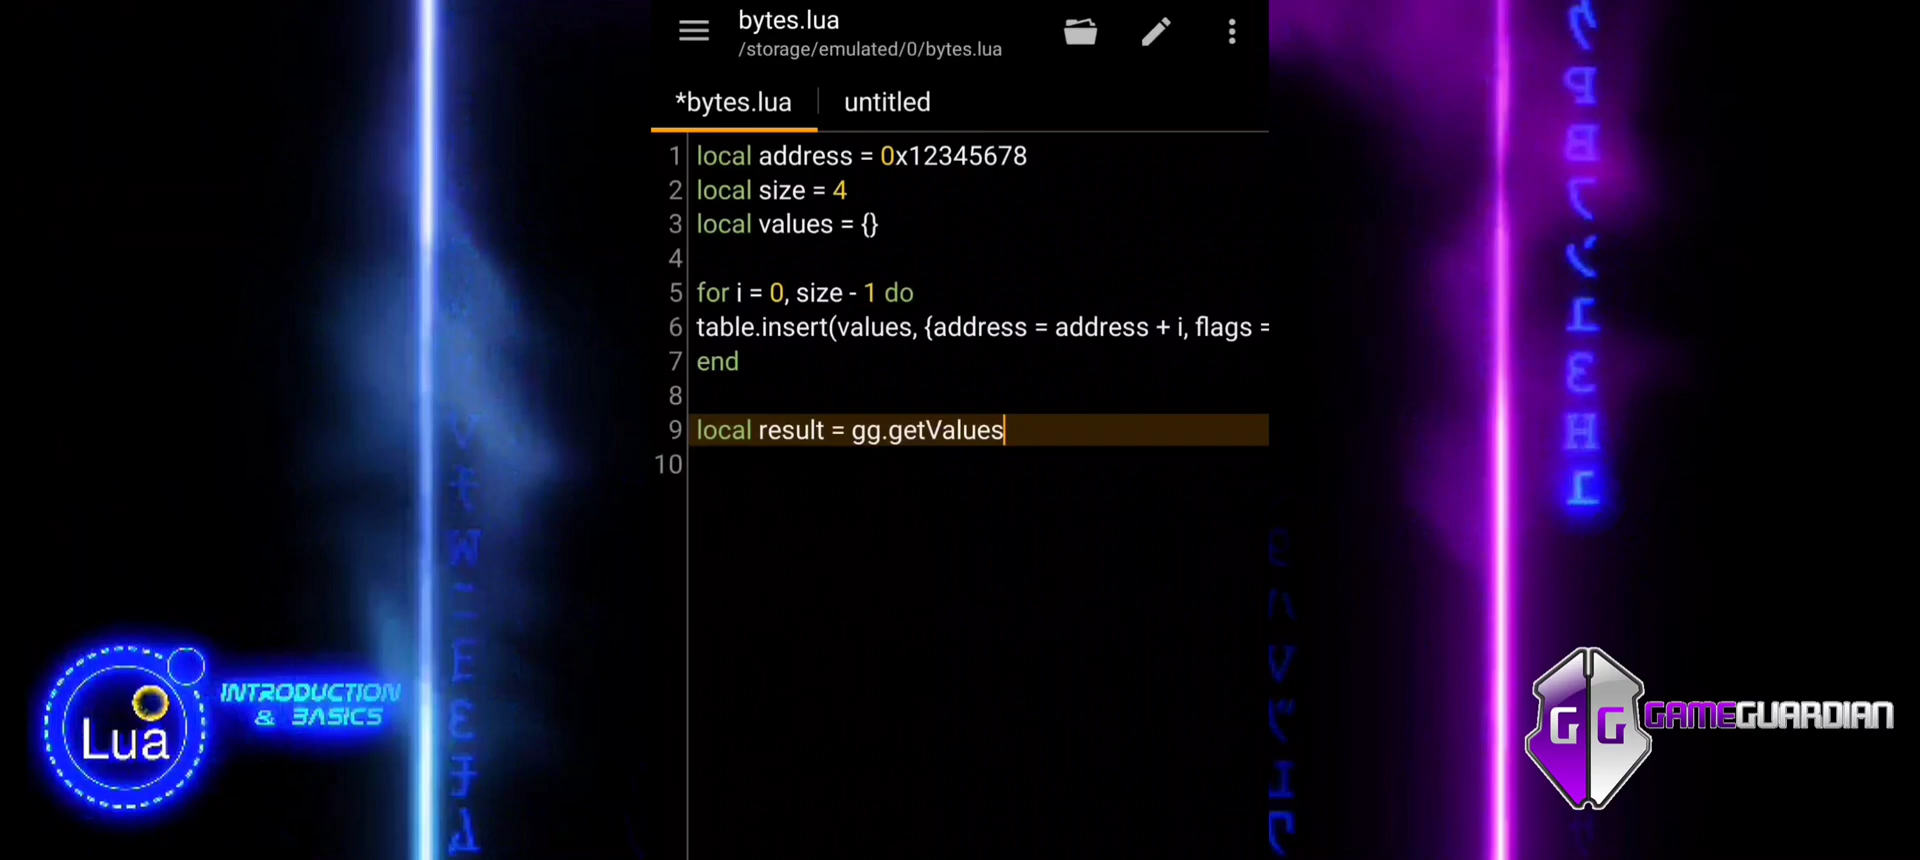 bytes.lua
/storage/emulated/0/bytes.lua
*bytes.lua
untitled
1 local address = 0x12345678
2 local size = 4
3 local values = {}
4
5 for i = 0, size - 1 do
6 table.insert(values, {address = address + i, flags =
7 end
8
9 local result = gg.getValues
10
Lua
INTRODUCTION
& BASICS
GG
GAMEGUARDIAN